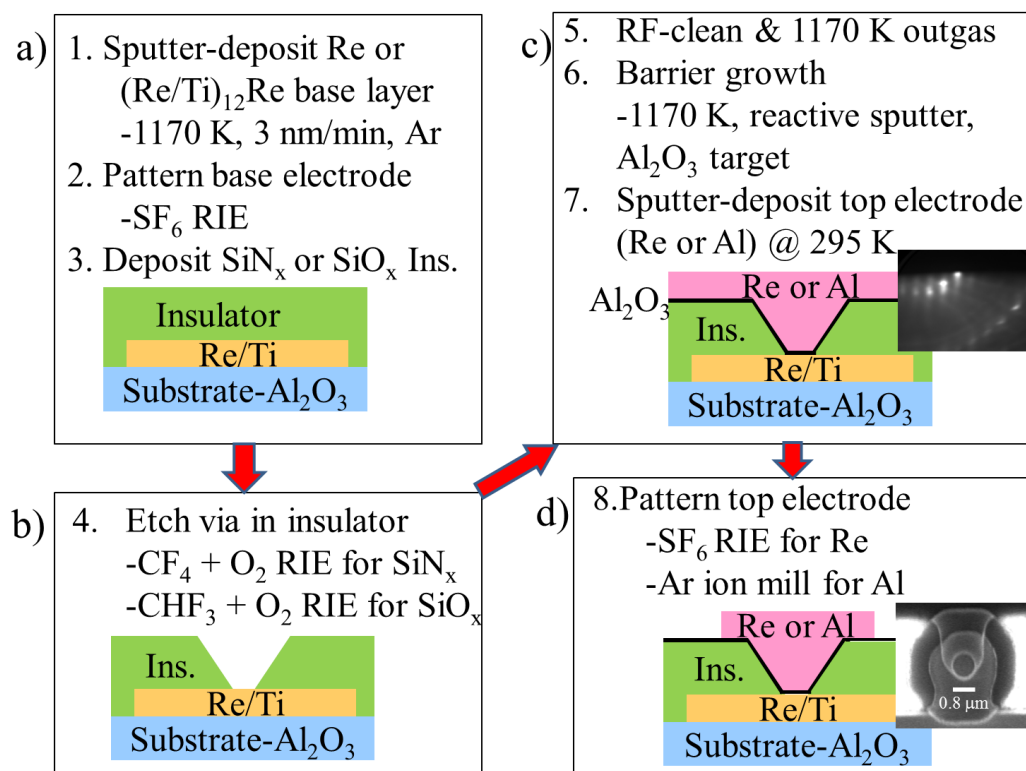 a)
1. Sputter-deposit Re or
(Re/Ti)₁₂Re base layer
-1170 K, 3 nm/min, Ar
2. Pattern base electrode
-SF₆ RIE
3. Deposit SiNₓ or SiOₓ Ins.
Insulator
Re/Ti
Substrate-Al₂O₃
b)
4. Etch via in insulator
-CF₄ + O₂ RIE for SiNₓ
-CHF₃ + O₂ RIE for SiOₓ
Ins.
Re/Ti
Substrate-Al₂O₃
c)
5. RF-clean & 1170 K outgas
6. Barrier growth
-1170 K, reactive sputter,
Al₂O₃ target
7. Sputter-deposit top electrode
(Re or Al) @ 295 K
Al₂O₃
Re or Al
Ins.
Re/Ti
Substrate-Al₂O₃
d)
8.Pattern top electrode
-SF₆ RIE for Re
-Ar ion mill for Al
Re or Al
Ins.
Re/Ti
Substrate-Al₂O₃
0.8 μm